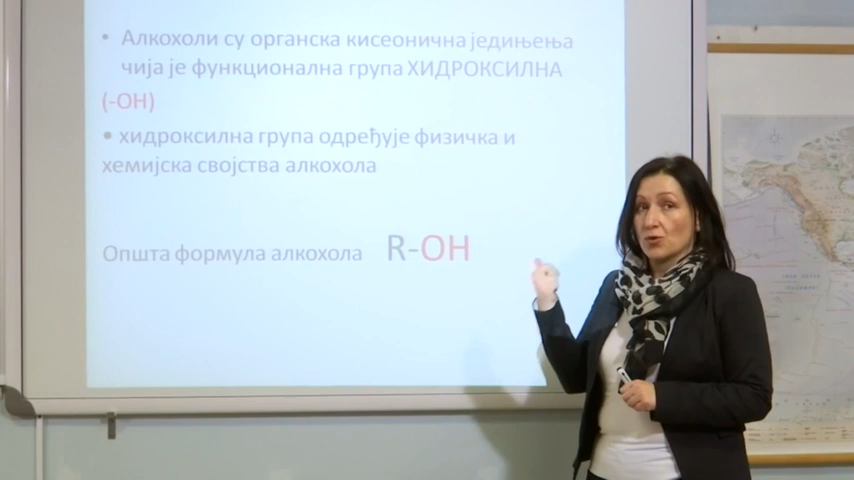 • Алкохоли су органска кисеонична једињења
чија је функционална група ХИДРОКСИЛНА
(-ОН)
• хидроксилна група одређује физичка и
хемијска својства алкохола
Општа формула алкохола R-OH